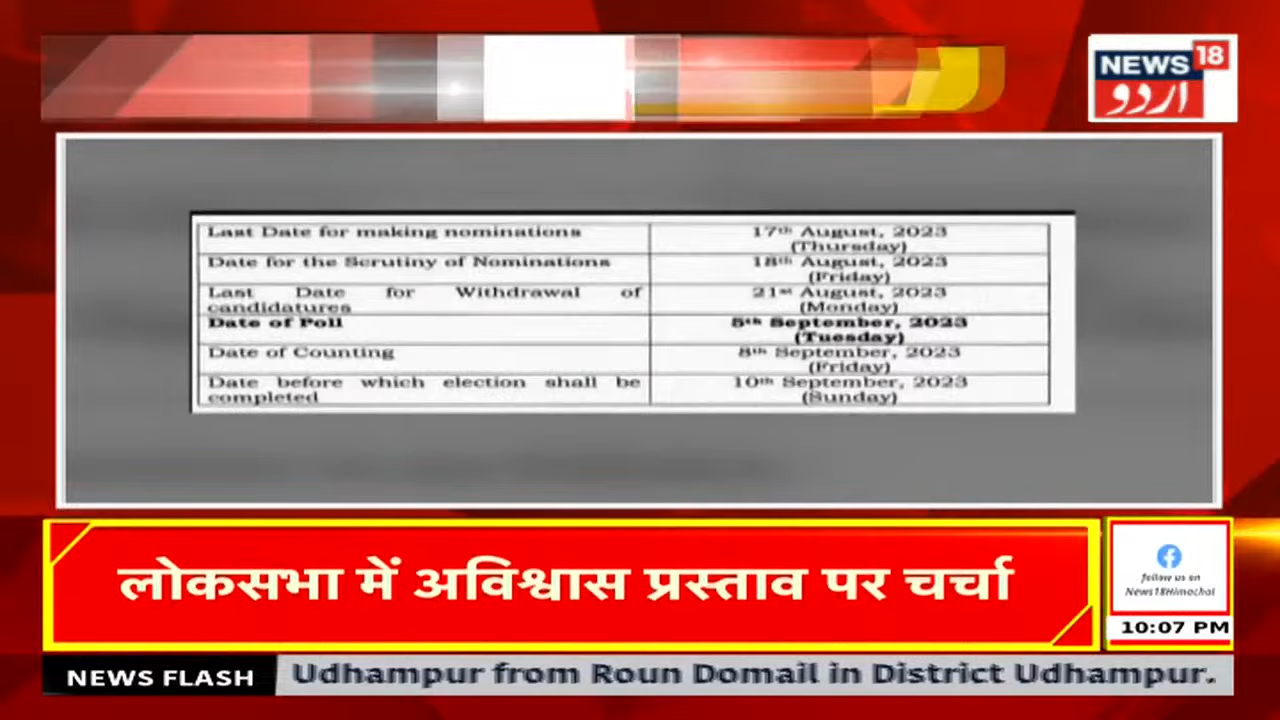 NEWS 18
اردو
Last Date for making nominations 17th August, 2023
(Thursday)
Date for the Scrutiny of Nominations 18th August, 2023
(Friday)
Last Date for Withdrawal of 21st August, 2023
candidatures (Monday)
Date of Poll 5th September, 2023
(Tuesday)
Date of Counting 8th September, 2023
(Friday)
Date before which election shall be 10th September, 2023
completed (Sunday)
लोकसभा में अविश्वास प्रस्ताव पर चर्चा
follow us on
News18Himachal
10:07 PM
NEWS FLASH Udhampur from Roun Domail in District Udhampur.